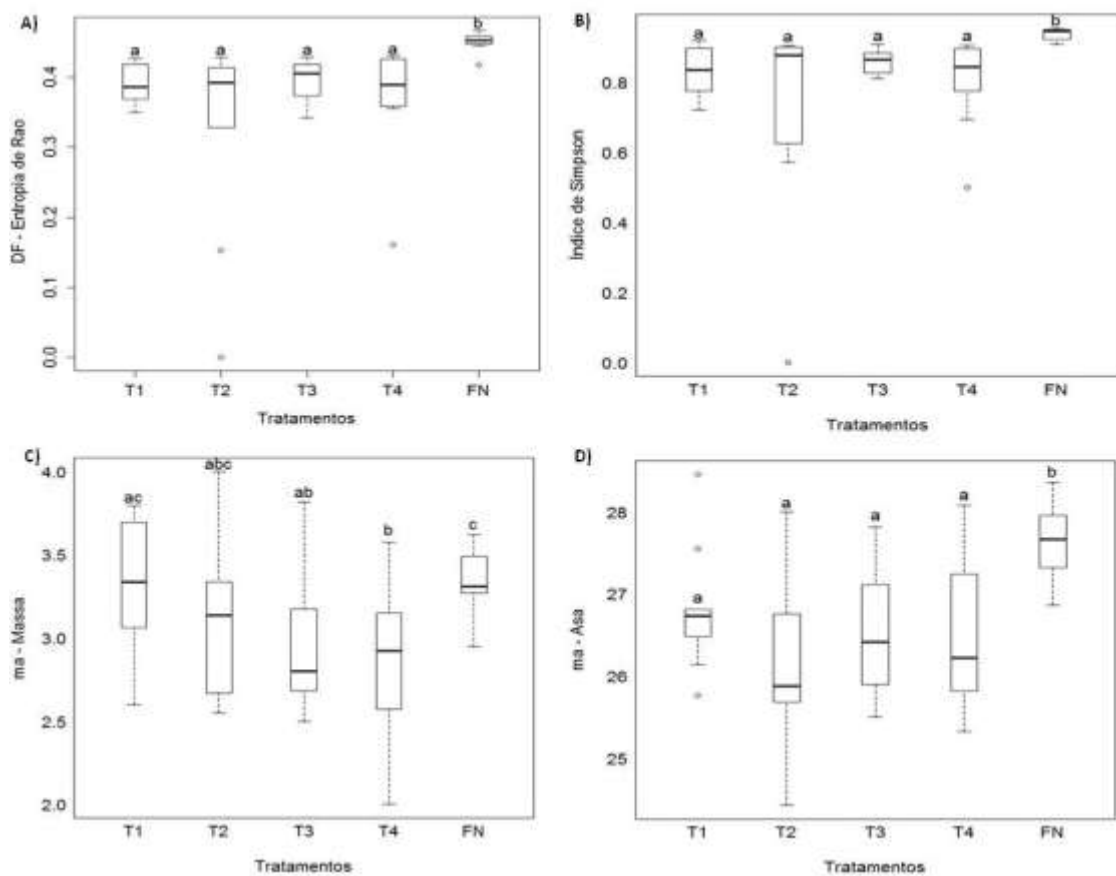 A)
DF - Entropia de Rao
0.4
0.3
0.2
0.1
0.0
a a a a b
T1 T2 T3 T4 FN
Tratamentos
B)
Índice de Simpson
0.8
0.6
0.4
0.2
0.0
a a a a b
T1 T2 T3 T4 FN
Tratamentos
C)
ma - Massa
4.0
3.5
3.0
2.5
2.0
ac abc ab b c
T1 T2 T3 T4 FN
Tratamentos
D)
ma - Asa
28
27
26
25
a a a a b
T1 T2 T3 T4 FN
Tratamentos